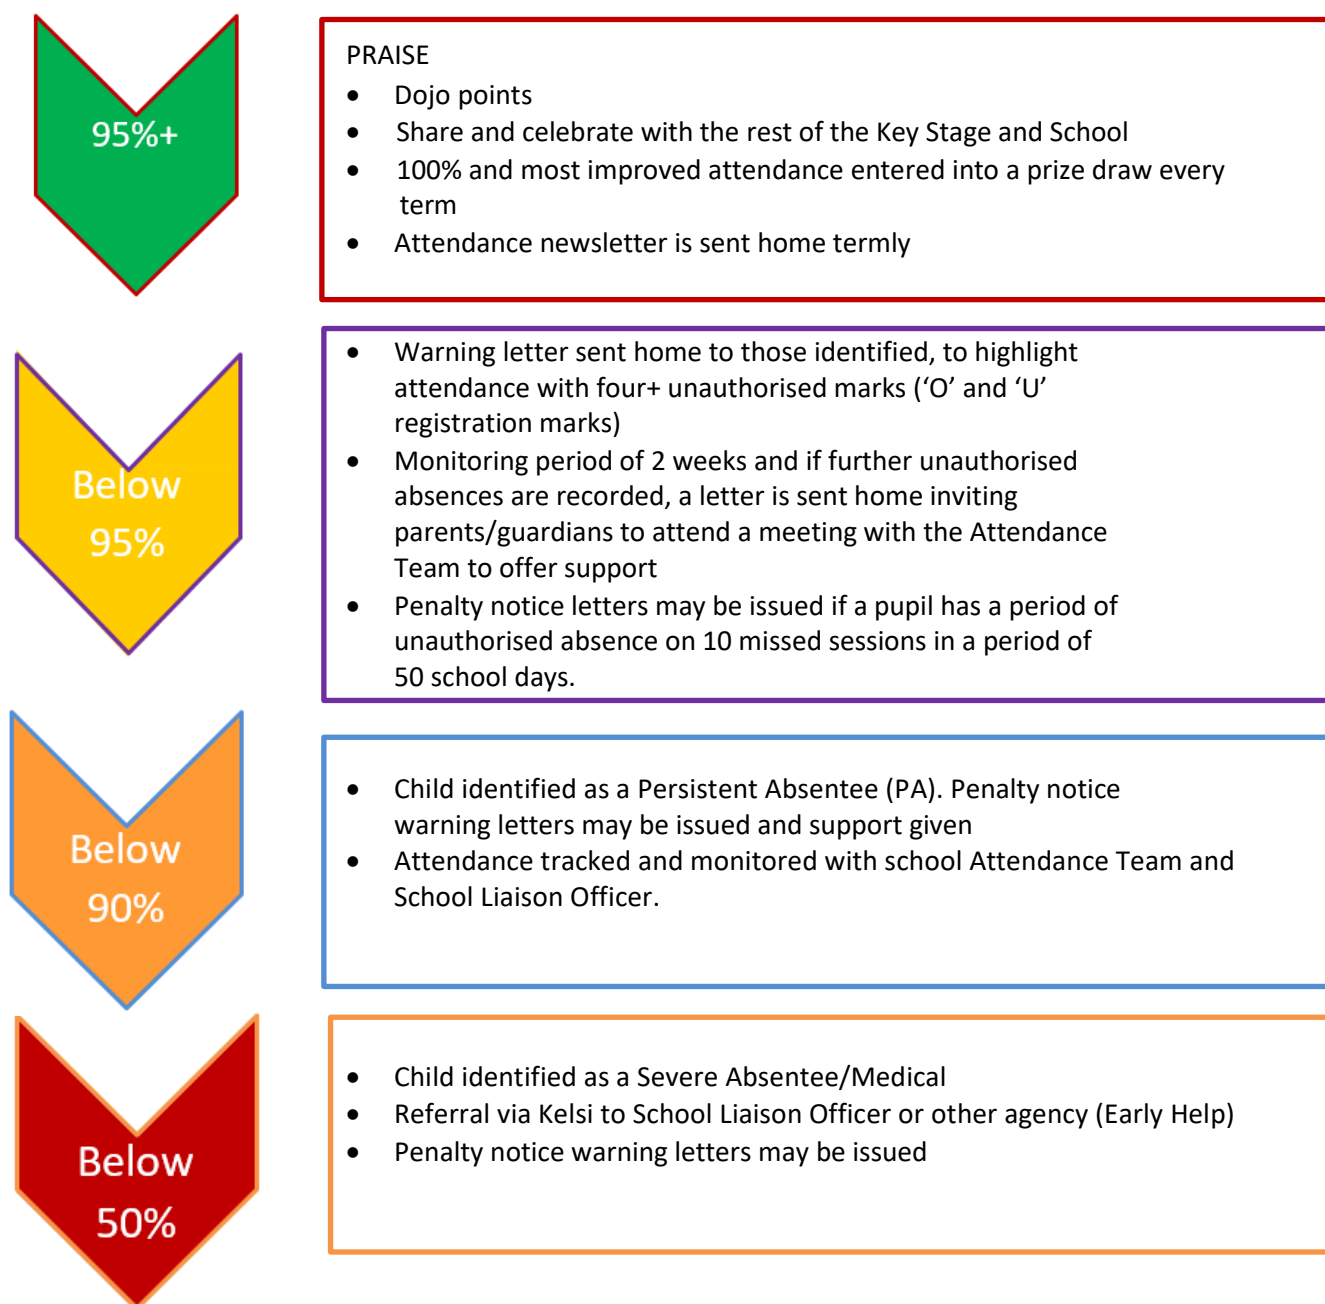 95%+
PRAISE
• Dojo points
• Share and celebrate with the rest of the Key Stage and School
• 100% and most improved attendance entered into a prize draw every
term
• Attendance newsletter is sent home termly
Below
95%
• Warning letter sent home to those identified, to highlight
attendance with four+ unauthorised marks (‘O’ and ‘U’
registration marks)
• Monitoring period of 2 weeks and if further unauthorised
absences are recorded, a letter is sent home inviting
parents/guardians to attend a meeting with the Attendance
Team to offer support
• Penalty notice letters may be issued if a pupil has a period of
unauthorised absence on 10 missed sessions in a period of
50 school days.
Below
90%
• Child identified as a Persistent Absentee (PA). Penalty notice
warning letters may be issued and support given
• Attendance tracked and monitored with school Attendance Team and
School Liaison Officer.
Below
50%
• Child identified as a Severe Absentee/Medical
• Referral via Kelsi to School Liaison Officer or other agency (Early Help)
• Penalty notice warning letters may be issued